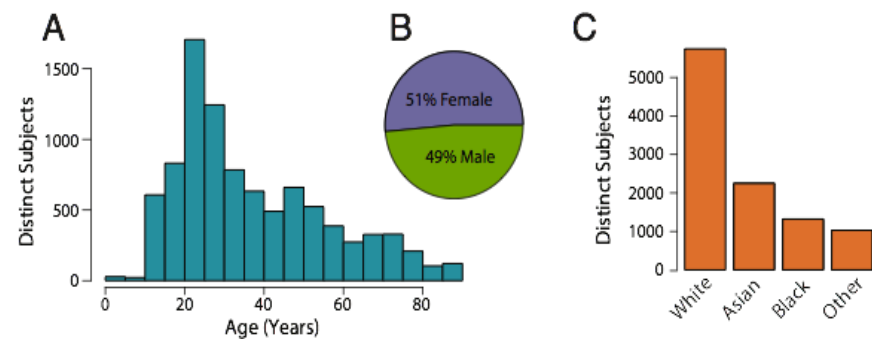 A
Distinct Subjects
1500
1000
500
0
0 20 40 60 80
Age (Years)
B
51% Female
49% Male
C
Distinct Subjects
5000
4000
3000
2000
1000
0
White Asian Black Other